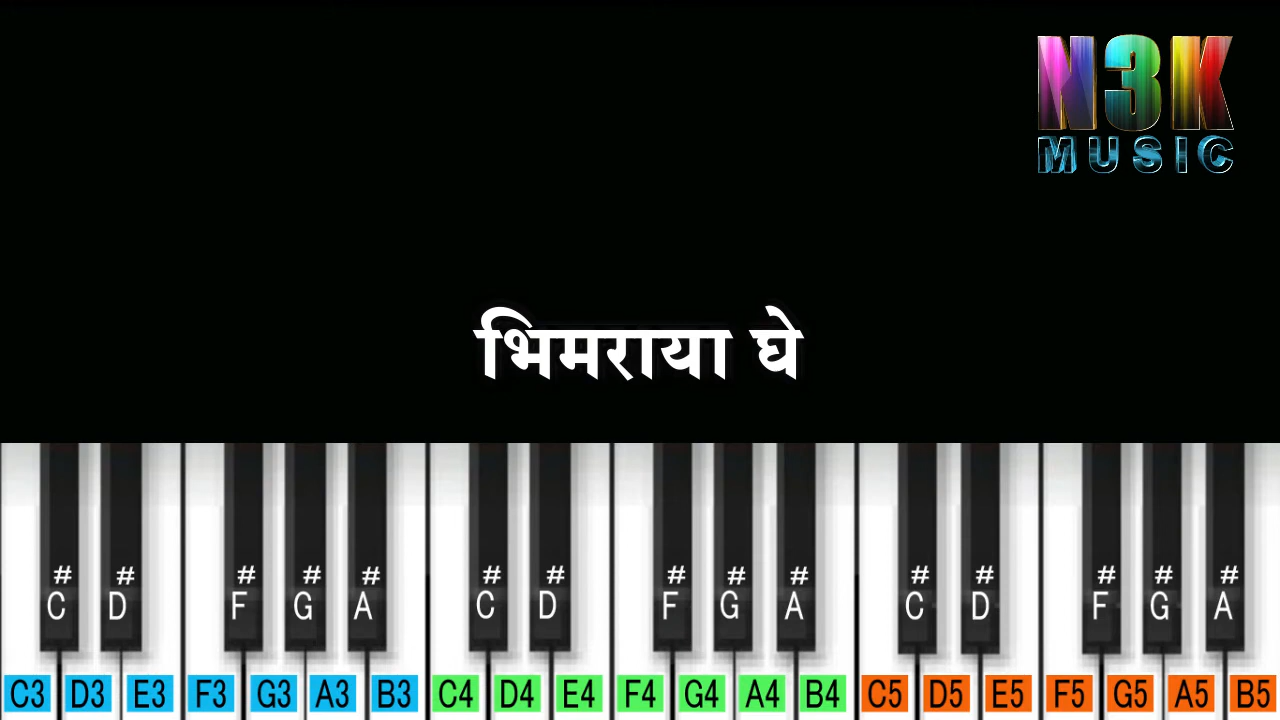 N3K
MUSIC
भिमराया घे
# # # # # # # # # # # # # # #
C D F G A C D F G A C D F G A
C3 D3 E3 F3 G3 A3 B3 C4 D4 E4 F4 G4 A4 B4 C5 D5 E5 F5 G5 A5 B5